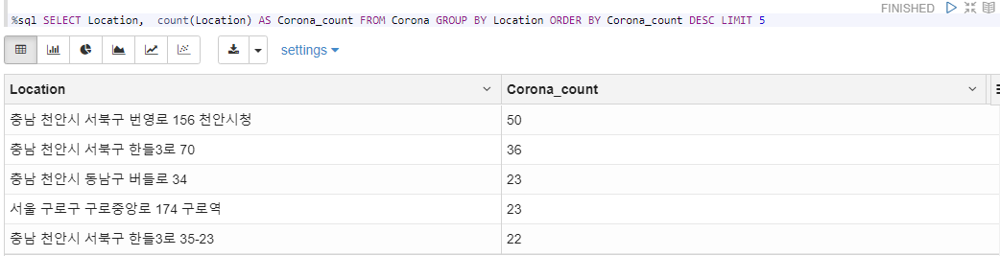 FINISHED
%sql SELECT Location,  count(Location) AS Corona_count FROM Corona GROUP BY Location ORDER BY Corona_count DESC LIMIT 5
settings
Location Corona_count
충남 천안시 서북구 번영로 156 천안시청 50
충남 천안시 서북구 한들3로 70 36
충남 천안시 동남구 버들로 34 23
서울 구로구 구로중앙로 174 구로역 23
충남 천안시 서북구 한들3로 35-23 22